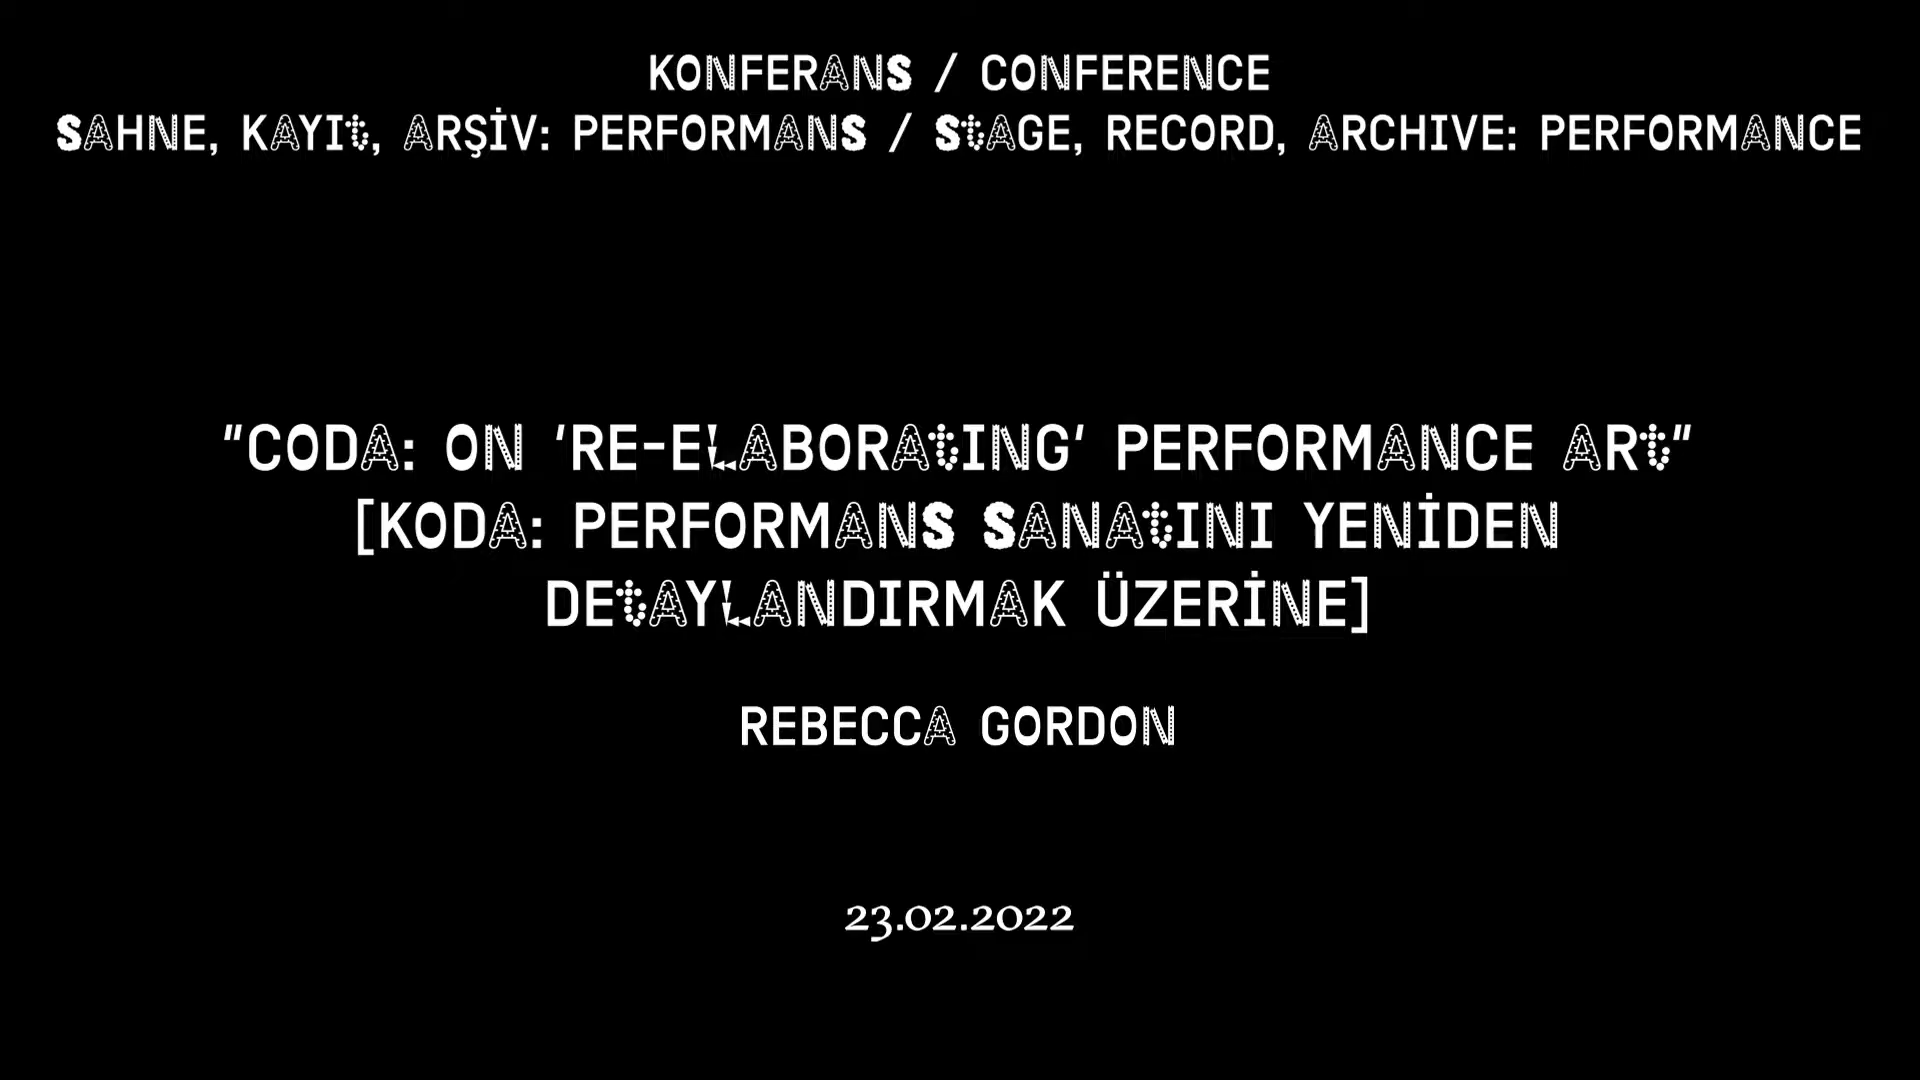 KONFERANS / CONFERENCE
SAHNE, KAYIt, ARŞİV: PERFORMANS / StAGE, RECORD, ARCHIVE: PERFORMANCE
"CODA: ON 'RE-ELABORAtING' PERFORMANCE ARt"
[KODA: PERFORMANS SANAtINI YENİDEN
DEtAYLANDIRMAK ÜZERİNE]
REBECCA GORDON
23.02.2022